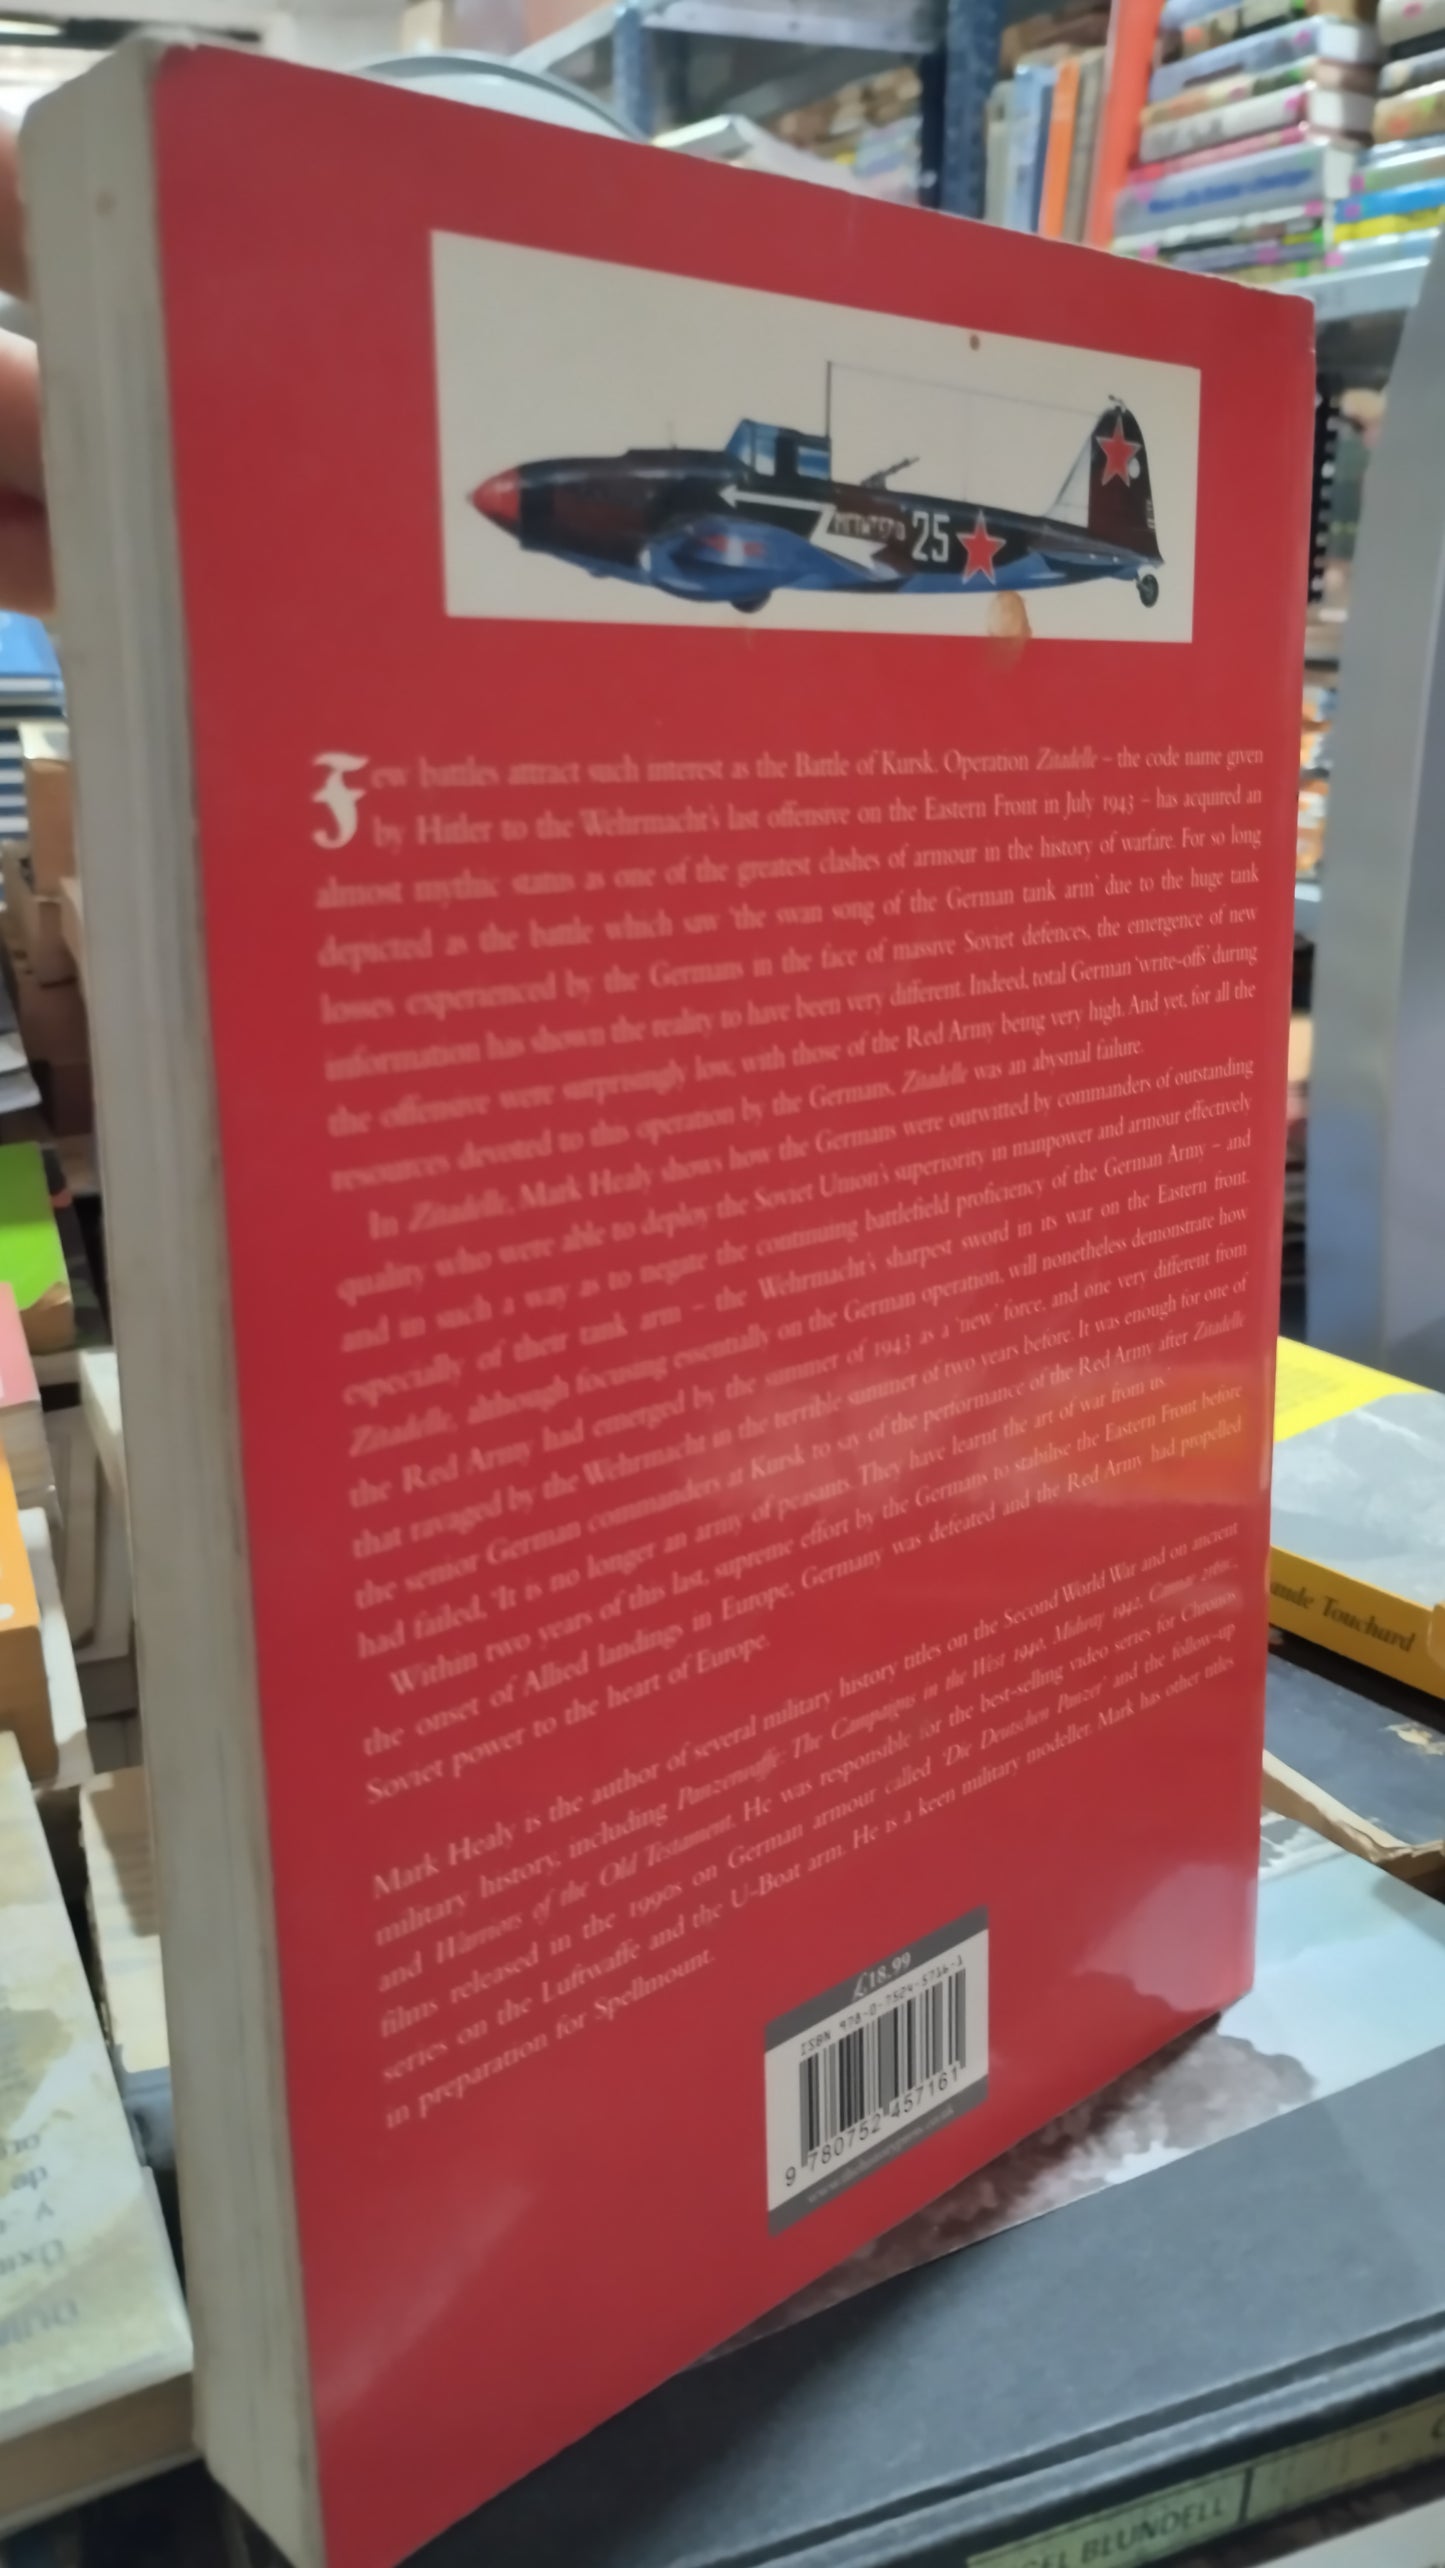 25
Few battles attract such interest as the Battle of Kursk. Operation Zitadelle – the code name given
by Hitler to the Wehrmacht's last offensive on the Eastern Front in July 1943 – has acquired an
almost mythic status as one of the greatest clashes of armour in the history of warfare. For so long
depicted as the battle which saw 'the swan song of the German tank arm' due to the huge tank
losses experienced by the Germans in the face of massive Soviet defences, the emergence of new
information has shown the reality to have been very different. Indeed, total German 'write-offs' during
the offensive were surprisingly low, with those of the Red Army being very high. And yet, for all the
resources devoted to this operation by the Germans, Zitadelle was an abysmal failure.
In Zitadelle, Mark Healy shows how the Germans were outwitted by commanders of outstanding
quality who were able to deploy the Soviet Union's superiority in manpower and armour effectively
and in such a way as to negate the continuing battlefield proficiency of the German Army – and
especially of their tank arm – the Wehrmacht's sharpest sword in its war on the Eastern front.
Zitadelle, although focusing essentially on the German operation, will nonetheless demonstrate how
the Red Army had emerged by the summer of 1943 as a 'new' force, and one very different from
that ravaged by the Wehrmacht in the terrible summer of two years before. It was enough for one of
the senior German commanders at Kursk to say of the performance of the Red Army after Zitadelle
had failed, 'It is no longer an army of peasants. They have learnt the art of war from us.'
Within two years of this last, supreme effort by the Germans to stabilise the Eastern Front before
the onset of Allied landings in Europe, Germany was defeated and the Red Army had propelled
Soviet power to the heart of Europe.
Mark Healy is the author of several military history titles on the Second World War and on ancient
military history, including Panzerwaffe: The Campaigns in the West 1940, Midway 1942, Cannae 216BC,
and Warriors of the Old Testament. He was responsible for the best-selling video series for Chronos
films released in the 1990s on German armour called 'Die Deutschen Panzer' and the follow-up
series on the Luftwaffe and the U-Boat arm. He is a keen military modeller. Mark has other titles
in preparation for Spellmount.
£18.99
ISBN 978-0-7524-5716-1
9 780752 457161
www.thehistorypress.co.uk
aude Touchard
BLUNDELL